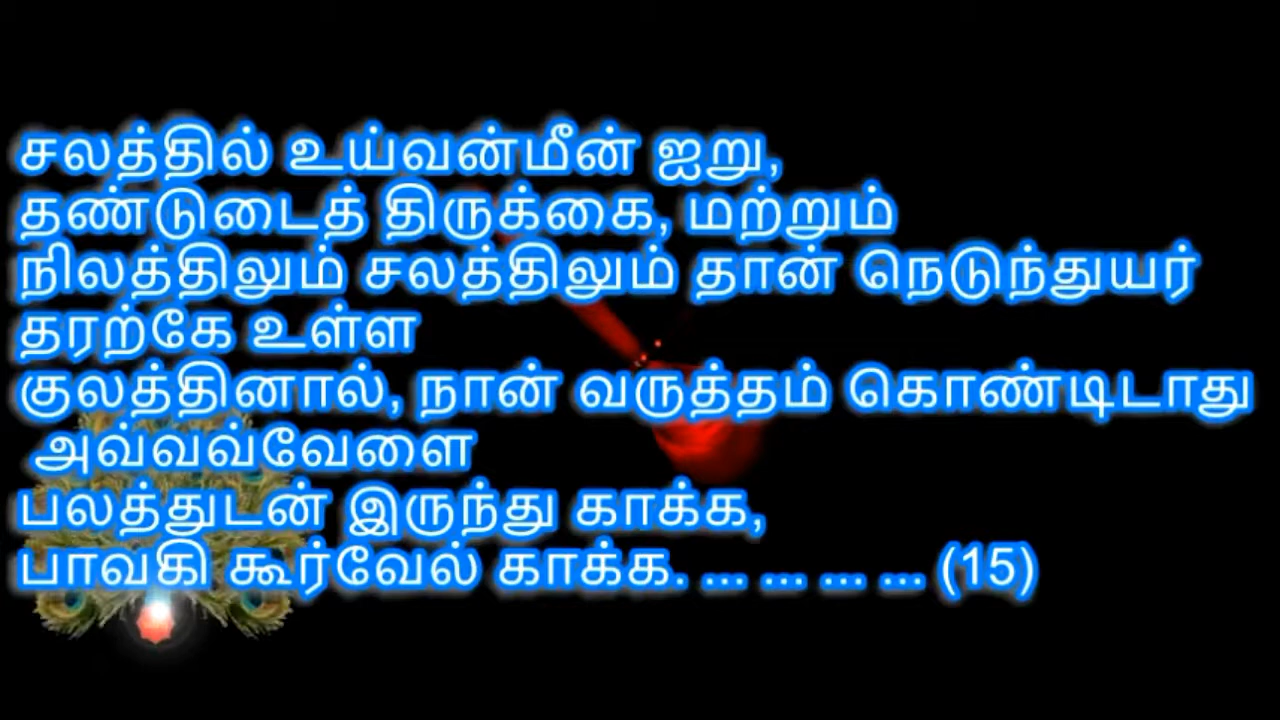 சலத்தில் உய்வன்மீன் ஐறு,
தண்டுடைத் திருக்கை, மற்றும்
நிலத்திலும் சலத்திலும் தான் நெடுந்துயர்
தரற்கே உள்ள
குலத்தினால், நான் வருத்தம் கொண்டிடாது
அவ்வவ்வேளை
பலத்துடன் இருந்து காக்க,
பாவகி கூர்வேல் காக்க. ... ... ... ... (15)